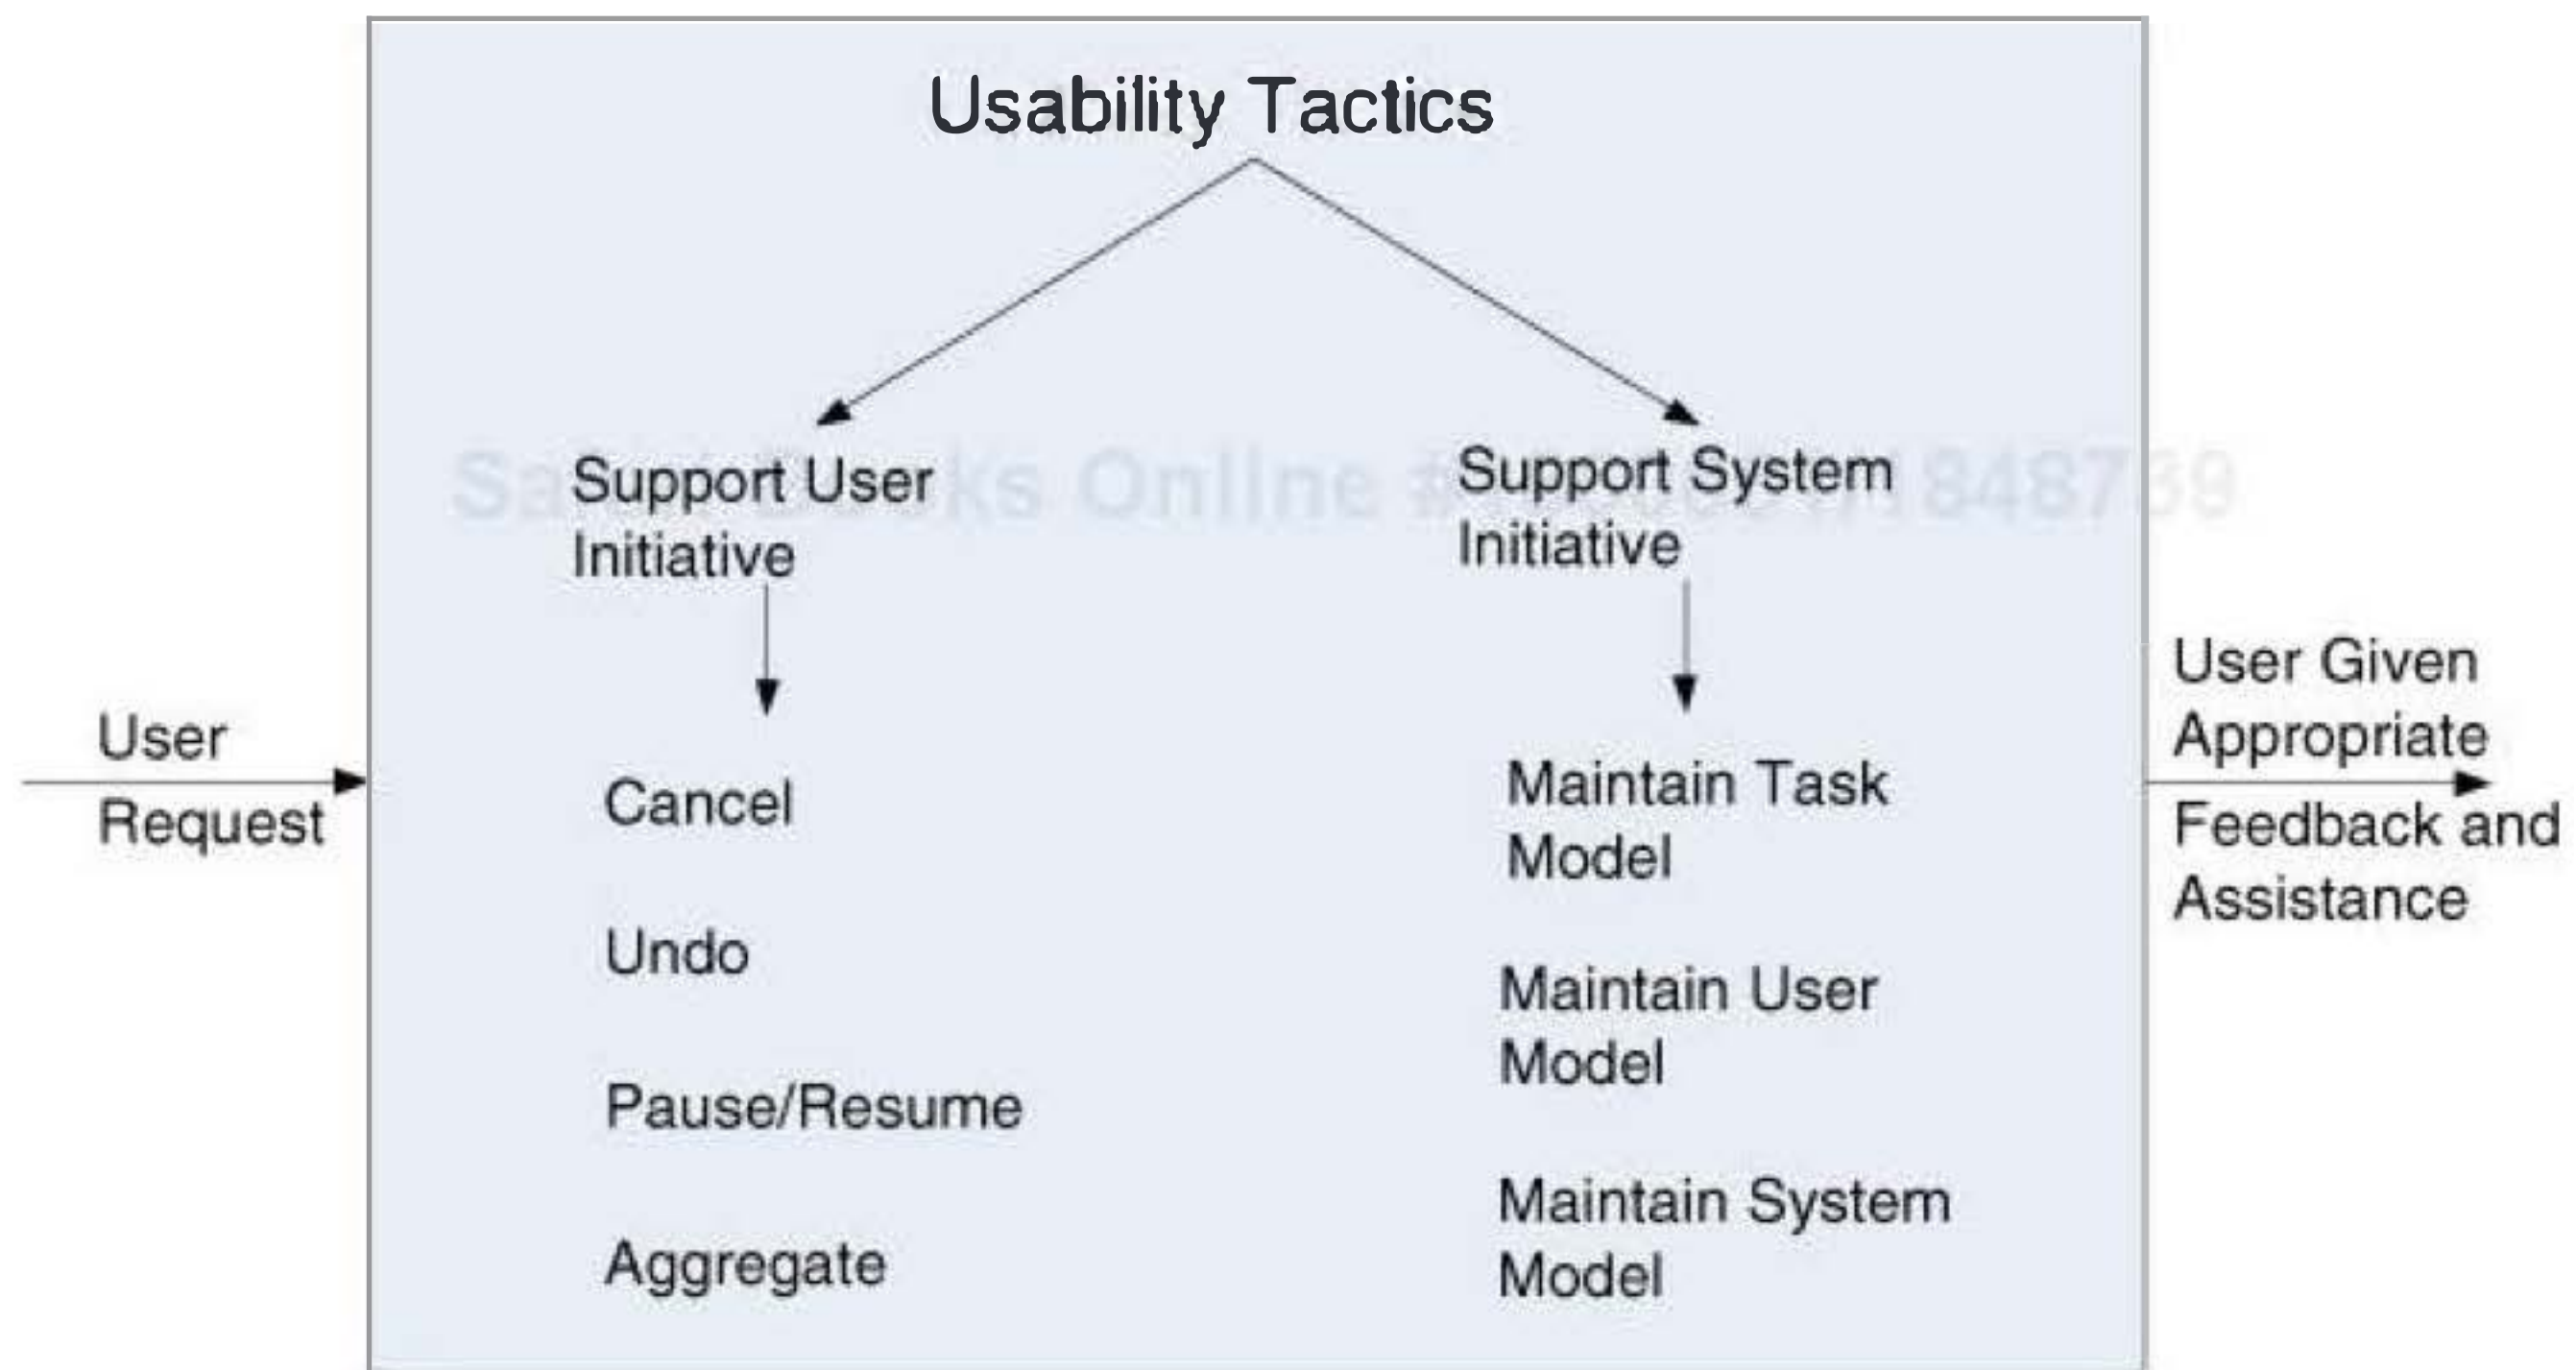 Usability Tactics
Support User
Initiative
Support System
Initiative
User
Request
Cancel
Undo
Pause/Resume
Aggregate
Maintain Task
Model
Maintain User
Model
Maintain System
Model
User Given
Appropriate
Feedback and
Assistance